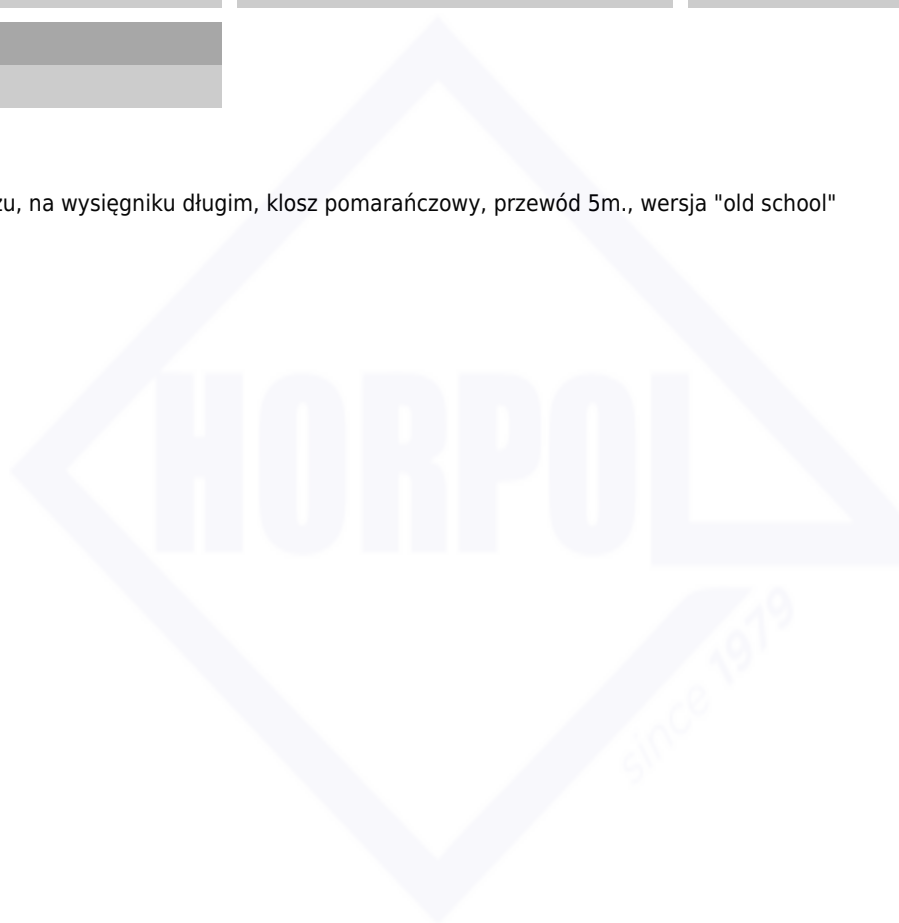 zu, na wysięgniku długim, klosz pomarańczowy, przewód 5m., wersja "old school"
HORPOL
since 1979